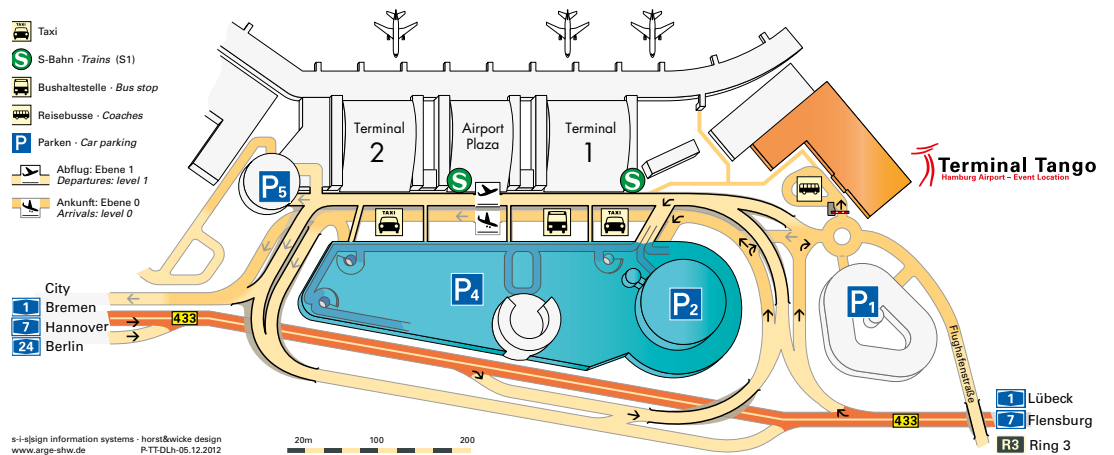 TAXI
Taxi
S
S-Bahn · Trains (S1)
Bushaltestelle · Bus stop
Reisebusse · Coaches
P
Parken · Car parking
Abflug: Ebene 1
Departures: level 1
Ankunft: Ebene 0
Arrivals: level 0
Terminal
2
Airport
Plaza
Terminal
1
S
S
Terminal Tango
Hamburg Airport – Event Location
P5
TAXI
TAXI
P4
P2
P1
City
1 Bremen
7 Hannover
24 Berlin
433
Flughafenstraße
433
1 Lübeck
7 Flensburg
R3 Ring 3
s-i-s|sign information systems · horst&wicke design
www.arge-shw.de P-TT-DLh-05.12.2012
20m 100 200